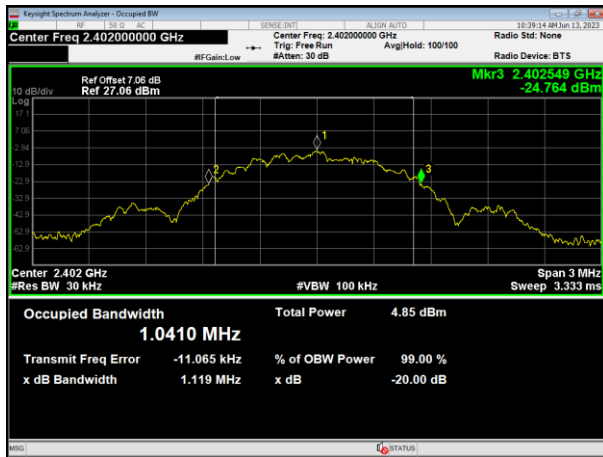 Keysight Spectrum Analyzer - Occupied BW
RF 50 Ω AC SENSE:INT ALIGN AUTO 10:39:14 AM Jun 13, 2023
Center Freq 2.402000000 GHz Center Freq: 2.402000000 GHz Radio Std: None
Trig: Free Run Avg|Hold: 100/100
#IFGain:Low #Atten: 30 dB Radio Device: BTS
Ref Offset 7.06 dB Mkr3 2.402549 GHz
10 dB/div Ref 27.06 dBm -24.764 dBm
Log
17.1
7.06
-2.94
1
-12.9
2 3
-22.9
-32.9
-42.9
-52.9
-62.9
Center 2.402 GHz Span 3 MHz
#Res BW 30 kHz #VBW 100 kHz Sweep 3.333 ms
Occupied Bandwidth Total Power 4.85 dBm
1.0410 MHz
Transmit Freq Error -11.065 kHz % of OBW Power 99.00 %
x dB Bandwidth 1.119 MHz x dB -20.00 dB
MSG STATUS